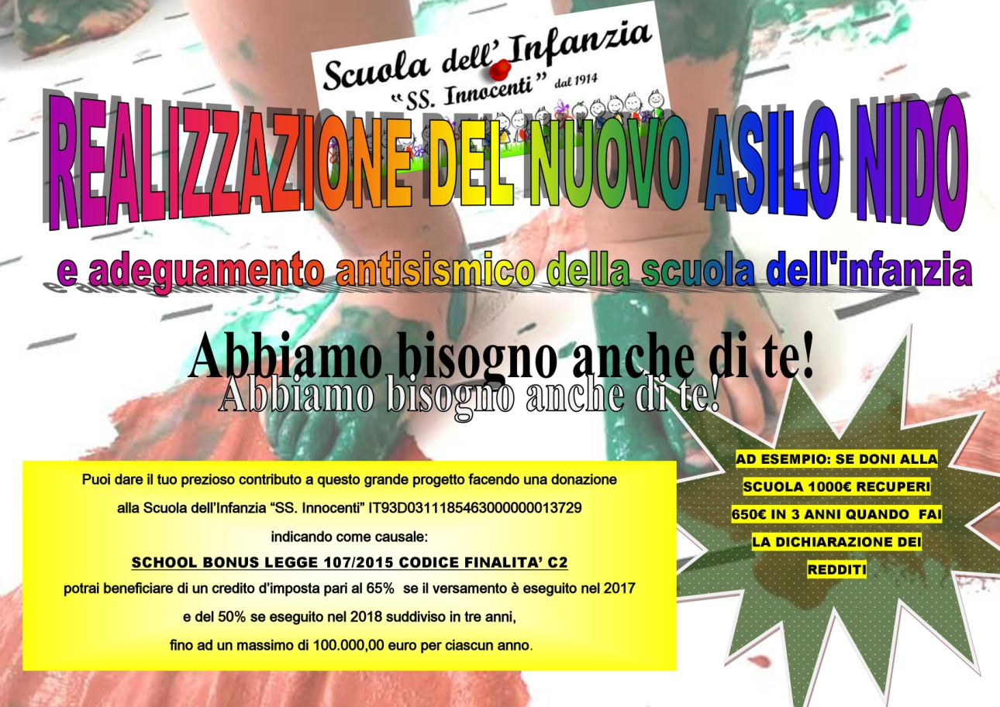 Scuola dell' Infanzia
“SS. Innocenti” dal 1914
REALIZZAZIONE DEL NUOVO ASILO NIDO
e adeguamento antisismico della scuola dell'infanzia
Abbiamo bisogno anche di te!
Abbiamo bisogno anche di te!
Puoi dare il tuo prezioso contributo a questo grande progetto facendo una donazione
alla Scuola dell’Infanzia “SS. Innocenti” IT93D0311185463000000013729
indicando come causale:
SCHOOL BONUS LEGGE 107/2015 CODICE FINALITA’ C2
potrai beneficiare di un credito d’imposta pari al 65% se il versamento è eseguito nel 2017
e del 50% se eseguito nel 2018 suddiviso in tre anni,
fino ad un massimo di 100.000,00 euro per ciascun anno.
AD ESEMPIO: SE DONI ALLA
SCUOLA 1000€ RECUPERI
650€ IN 3 ANNI QUANDO FAI
LA DICHIARAZIONE DEI
REDDITI